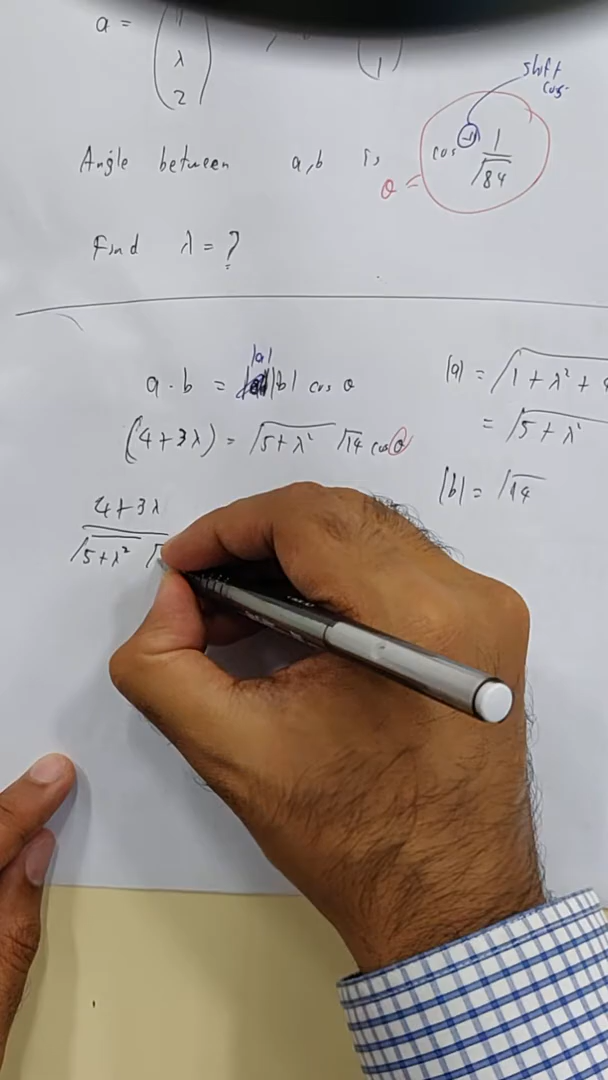 a =
λ
2
1
shift
cos
Angle between a,b is cos⁻¹ 1/√84
θ =
Find λ = ?
|a|
a · b = |b| cos θ
|a| = √1 + λ² +
(4+3λ) = √5+λ² √14 cos θ
= √5 + λ²
4+3λ
|b| = √14
√5+λ²